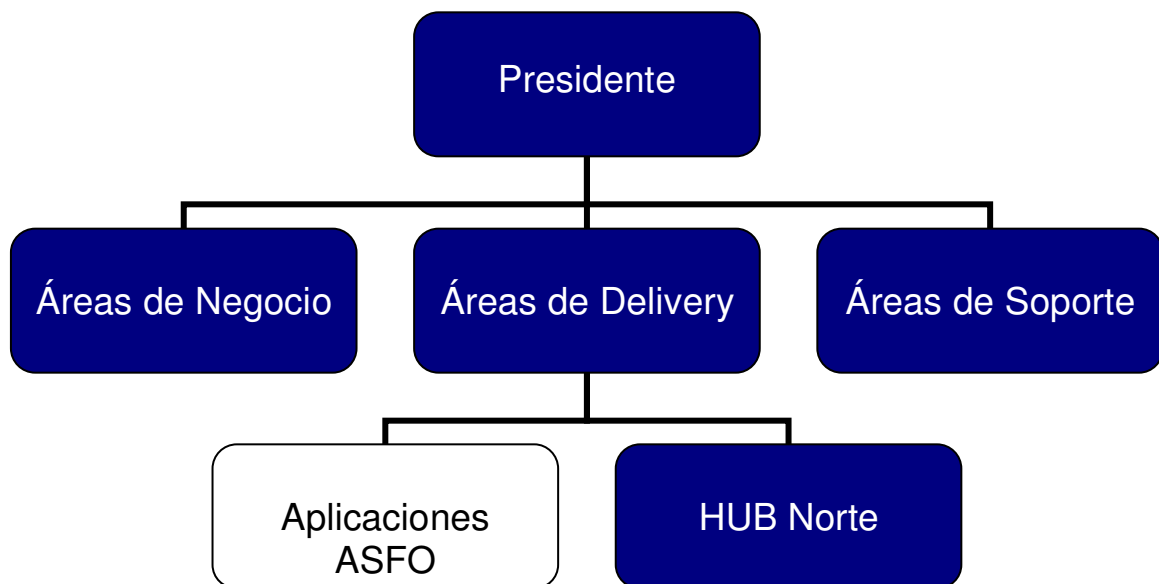 Presidente
Áreas de Negocio
Áreas de Delivery
Áreas de Soporte
Aplicaciones
ASFO
HUB Norte